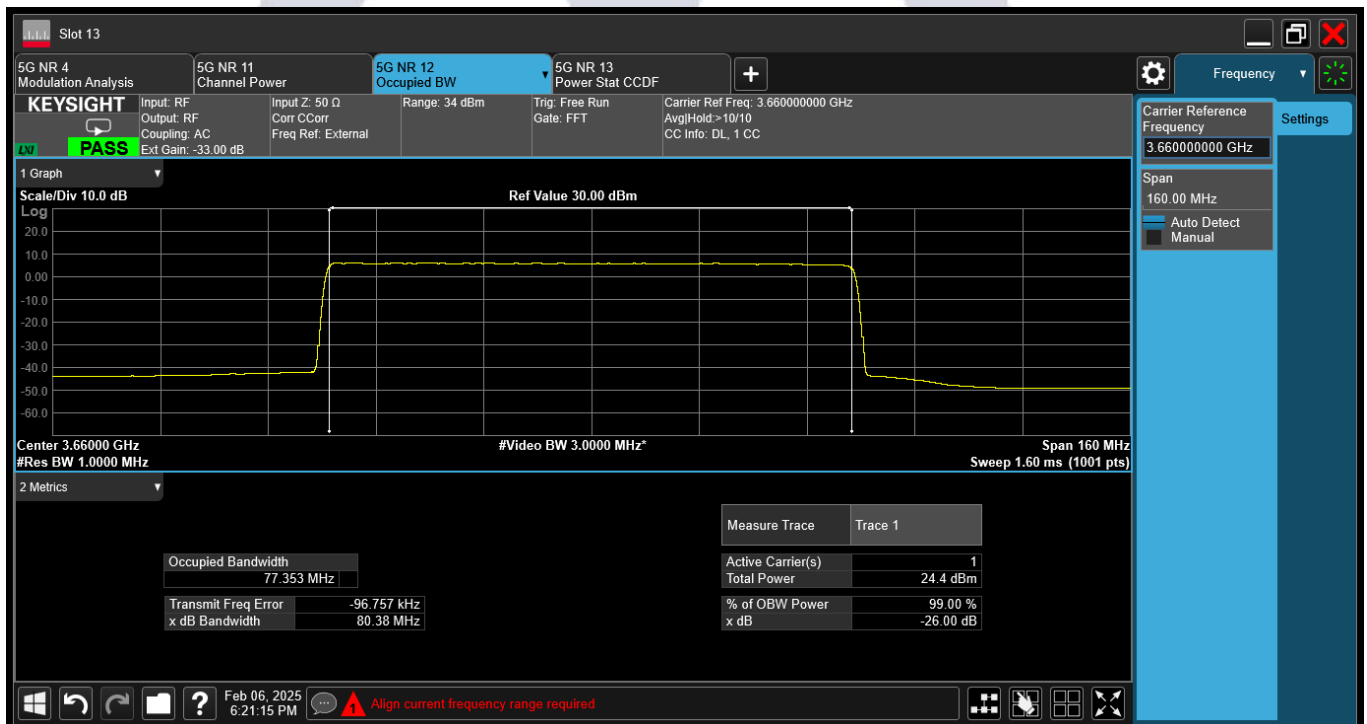 Slot 13
5G NR 4
Modulation Analysis
5G NR 11
Channel Power
5G NR 12
Occupied BW
5G NR 13
Power Stat CCDF
Frequency
KEYSIGHT
LXI
PASS
Input: RF
Output: RF
Coupling: AC
Ext Gain: -33.00 dB
Input Z: 50 Ω
Corr CCorr
Freq Ref: External
Range: 34 dBm
Trig: Free Run
Gate: FFT
Carrier Ref Freq: 3.660000000 GHz
Avg|Hold:>10/10
CC Info: DL, 1 CC
Carrier Reference
Frequency
3.660000000 GHz
Settings
Span
160.00 MHz
Auto Detect
Manual
1 Graph
Scale/Div 10.0 dB
Ref Value 30.00 dBm
Log
20.0
10.0
0.00
-10.0
-20.0
-30.0
-40.0
-50.0
-60.0
Center 3.66000 GHz
#Video BW 3.0000 MHz*
Span 160 MHz
#Res BW 1.0000 MHz
Sweep 1.60 ms (1001 pts)
2 Metrics
Measure Trace
Trace 1
Occupied Bandwidth
77.353 MHz
Active Carrier(s)
1
Total Power
24.4 dBm
Transmit Freq Error
-96.757 kHz
x dB Bandwidth
80.38 MHz
% of OBW Power
99.00 %
x dB
-26.00 dB
?
Feb 06, 2025
6:21:15 PM
1
Align current frequency range required